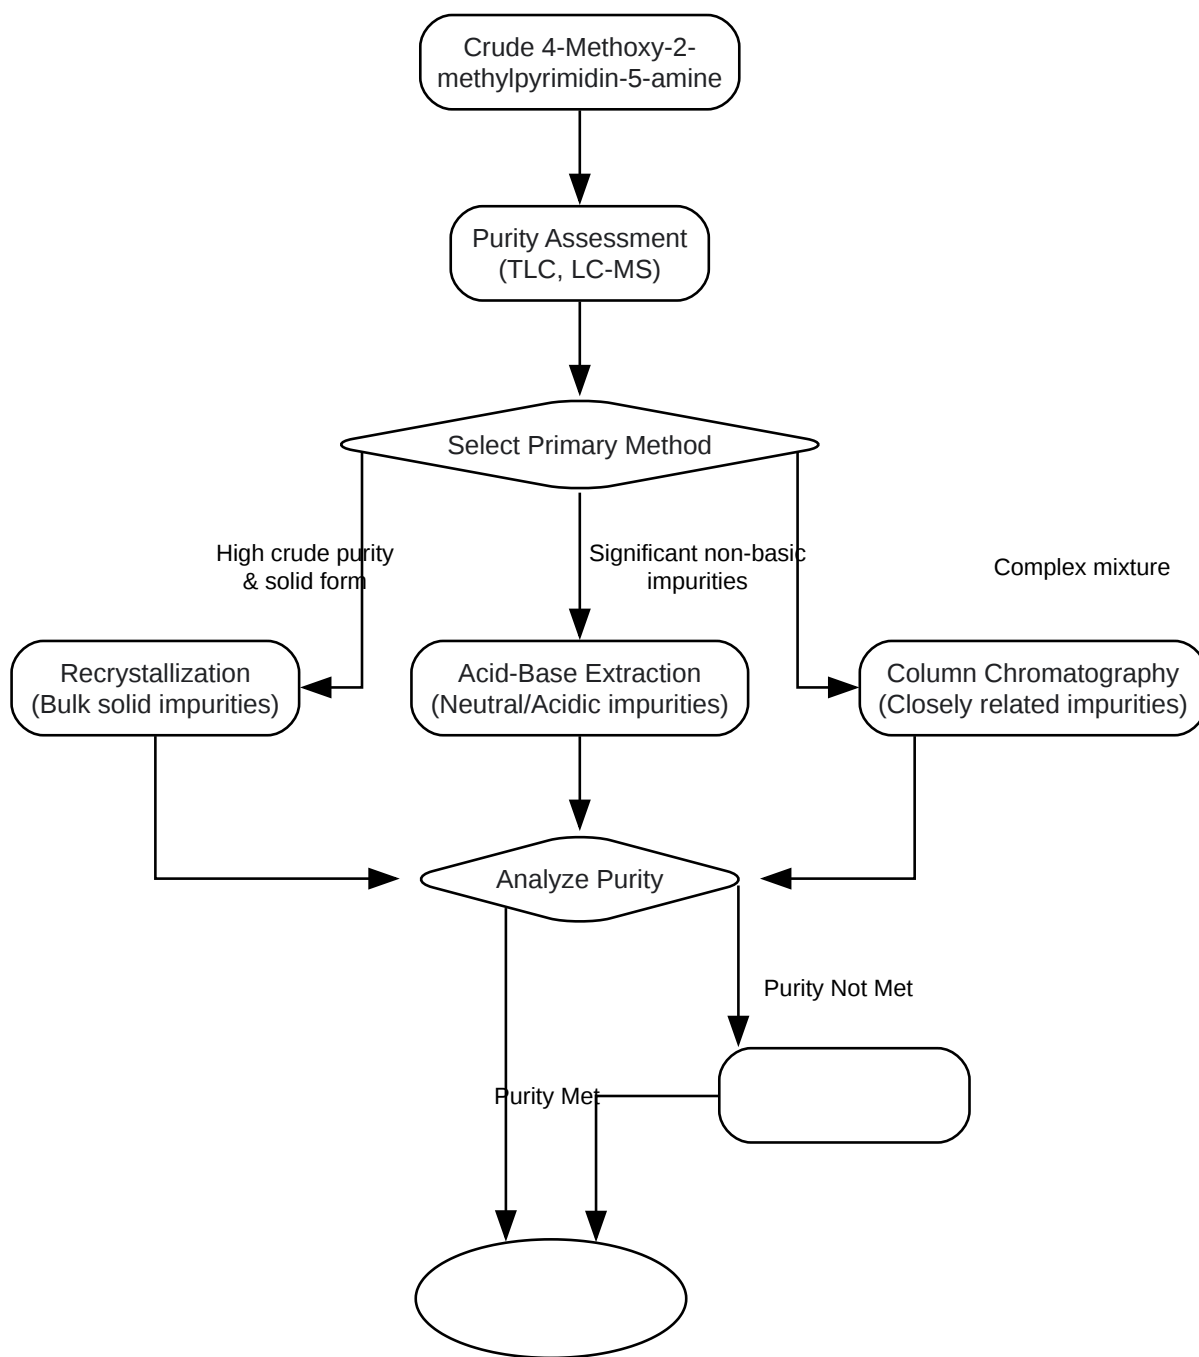 Crude 4-Methoxy-2-
methylpyrimidin-5-amine
Purity Assessment
(TLC, LC-MS)
Select Primary Method
High crude purity
& solid form
Significant non-basic
impurities
Complex mixture
Recrystallization
(Bulk solid impurities)
Acid-Base Extraction
(Neutral/Acidic impurities)
Column Chromatography
(Closely related impurities)
Analyze Purity
Purity Not Met
Purity Met